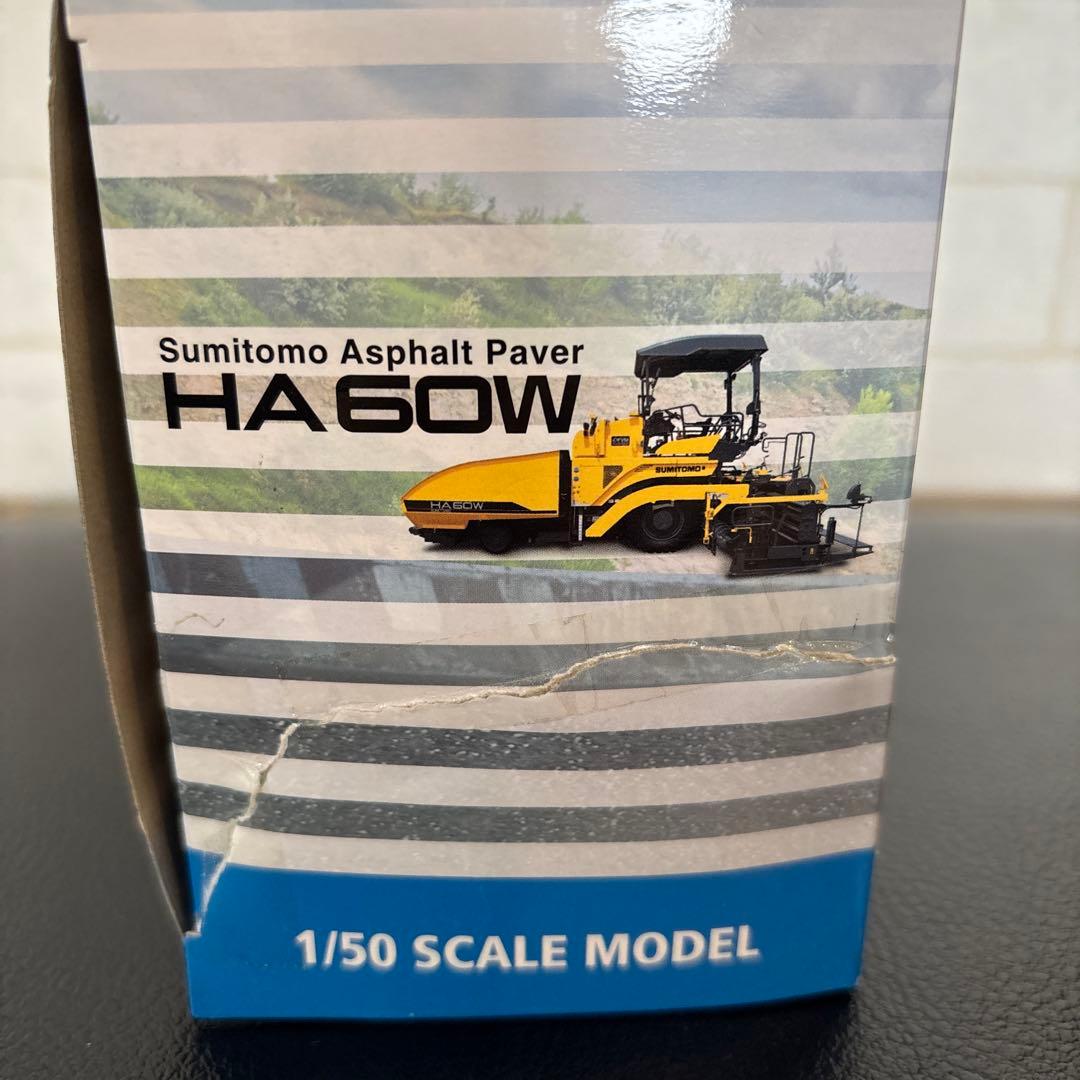 Sumitomo Asphalt Paver
HA60W
SUMITOMO
HA60W
1/50 SCALE MODEL